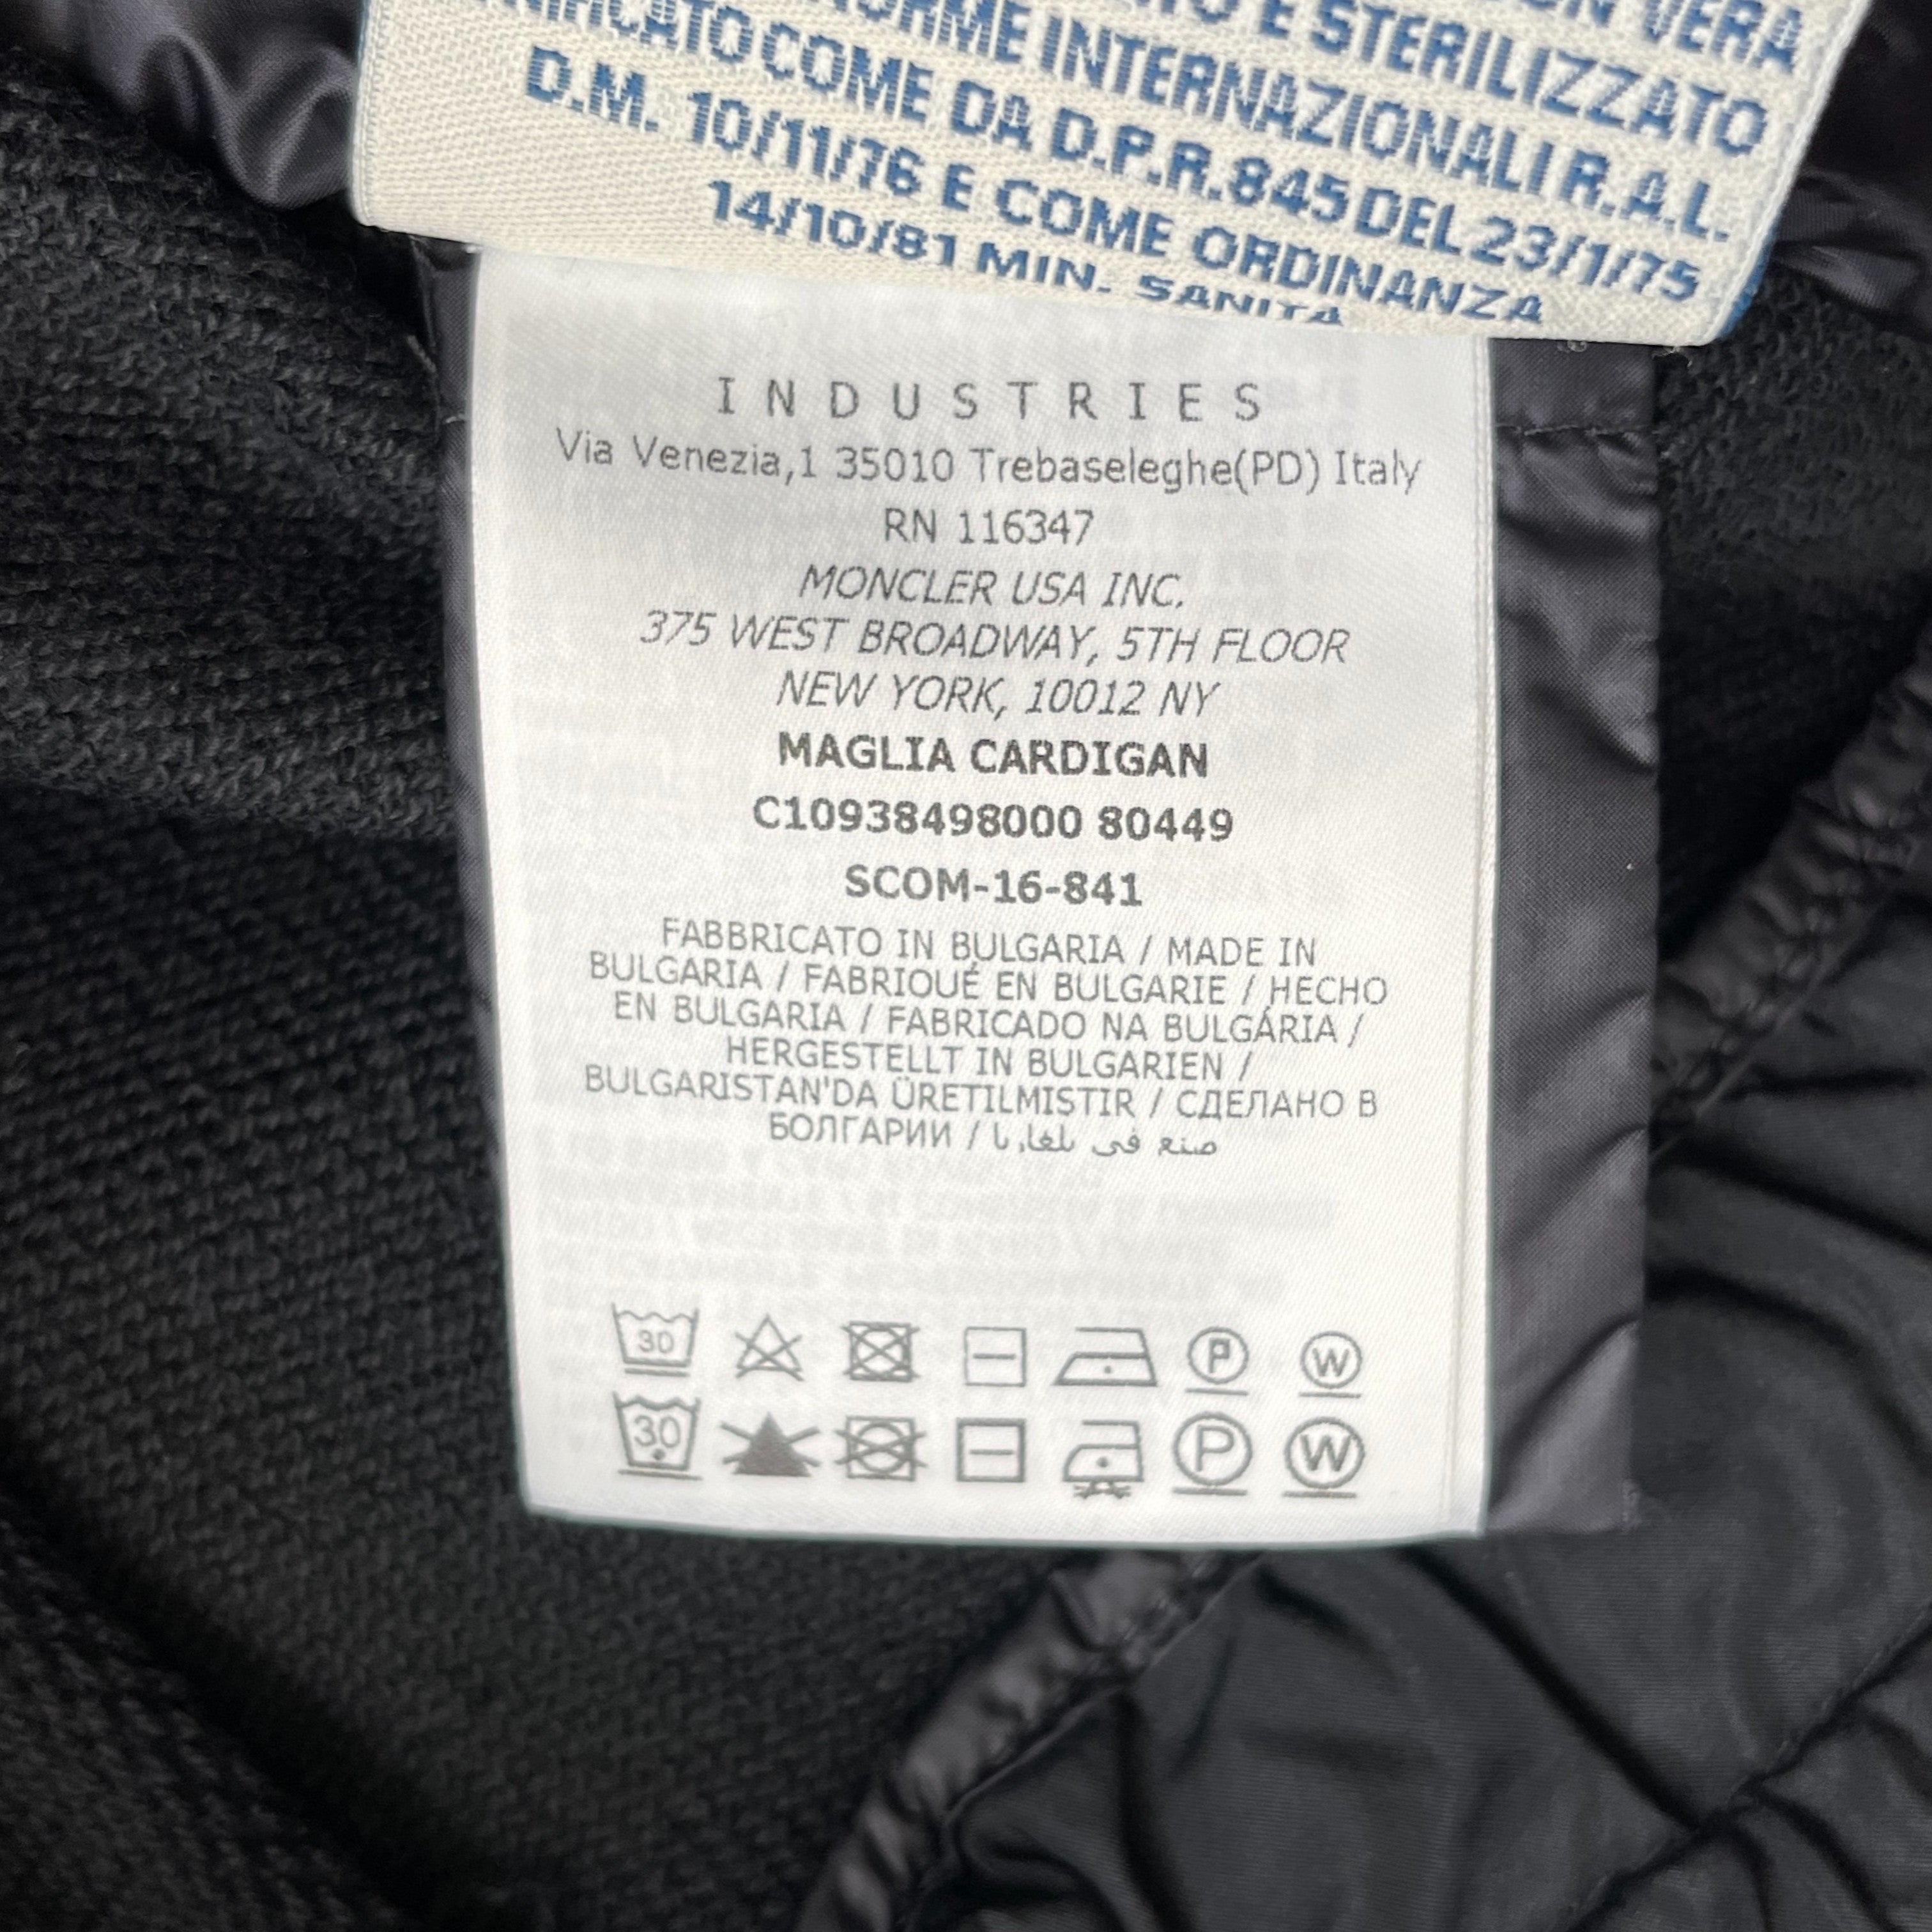 VERA
E STERILIZZATO
NORME INTERNAZIONALI R.A.L.
COME DA D.P.R. 845 DEL 23/1/75
D.M. 10/11/76 E COME ORDINANZA
14/10/81 MIN. SANITA
INDUSTRIES
Via Venezia,1 35010 Trebaseleghe(PD) Italy
RN 116347
MONCLER USA INC.
375 WEST BROADWAY, 5TH FLOOR
NEW YORK, 10012 NY
MAGLIA CARDIGAN
C10938498000 80449
SCOM-16-841
FABBRICATO IN BULGARIA / MADE IN
BULGARIA / FABRIQUÉ EN BULGARIE / HECHO
EN BULGARIA / FABRICADO NA BULGÁRIA /
HERGESTELLT IN BULGARIEN /
BULGARISTAN'DA ÜRETILMISTIR / СДЕЛАНО В
БОЛГАРИИ / صنع في بلغاريا
30 P W
30 P W